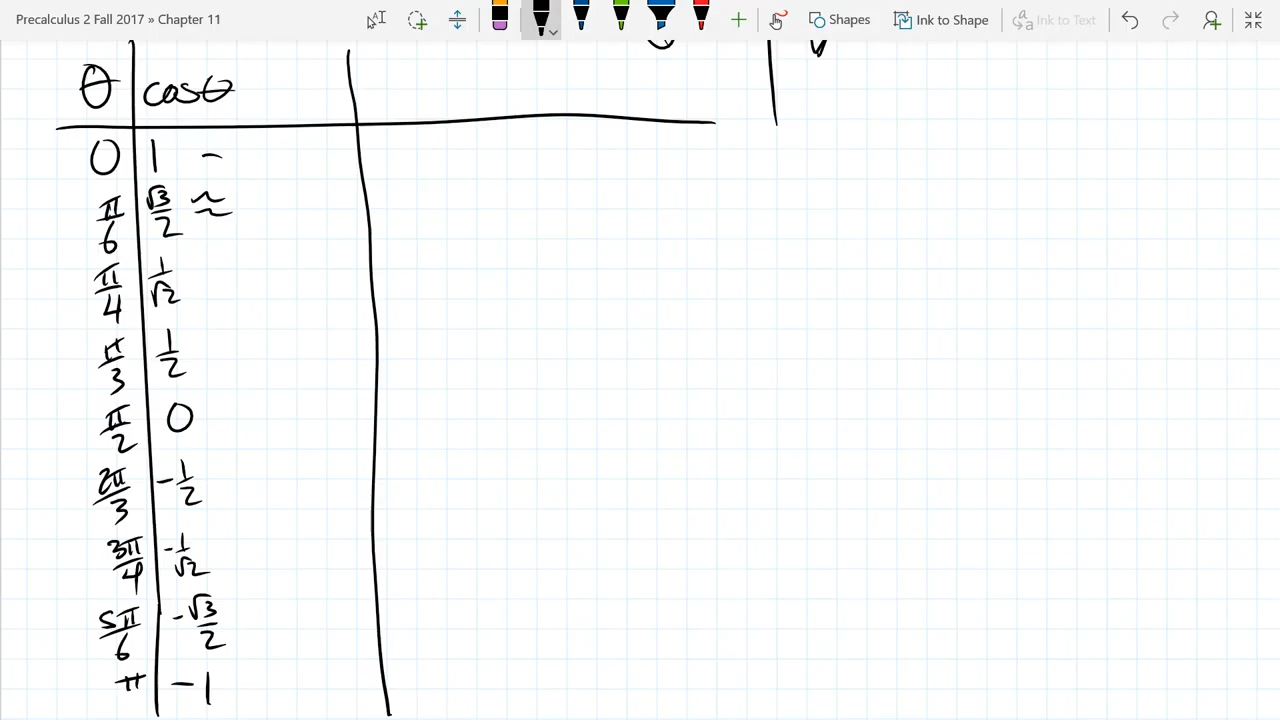 Precalculus 2 Fall 2017 » Chapter 11
Shapes
Ink to Shape
Ink to Text
θ cosθ
0 1 -
π/6 √3/2 ≈
π/4 1/√2
π/3 1/2
π/2 0
2π/3 -1/2
3π/4 -1/√2
5π/6 -√3/2
π -1